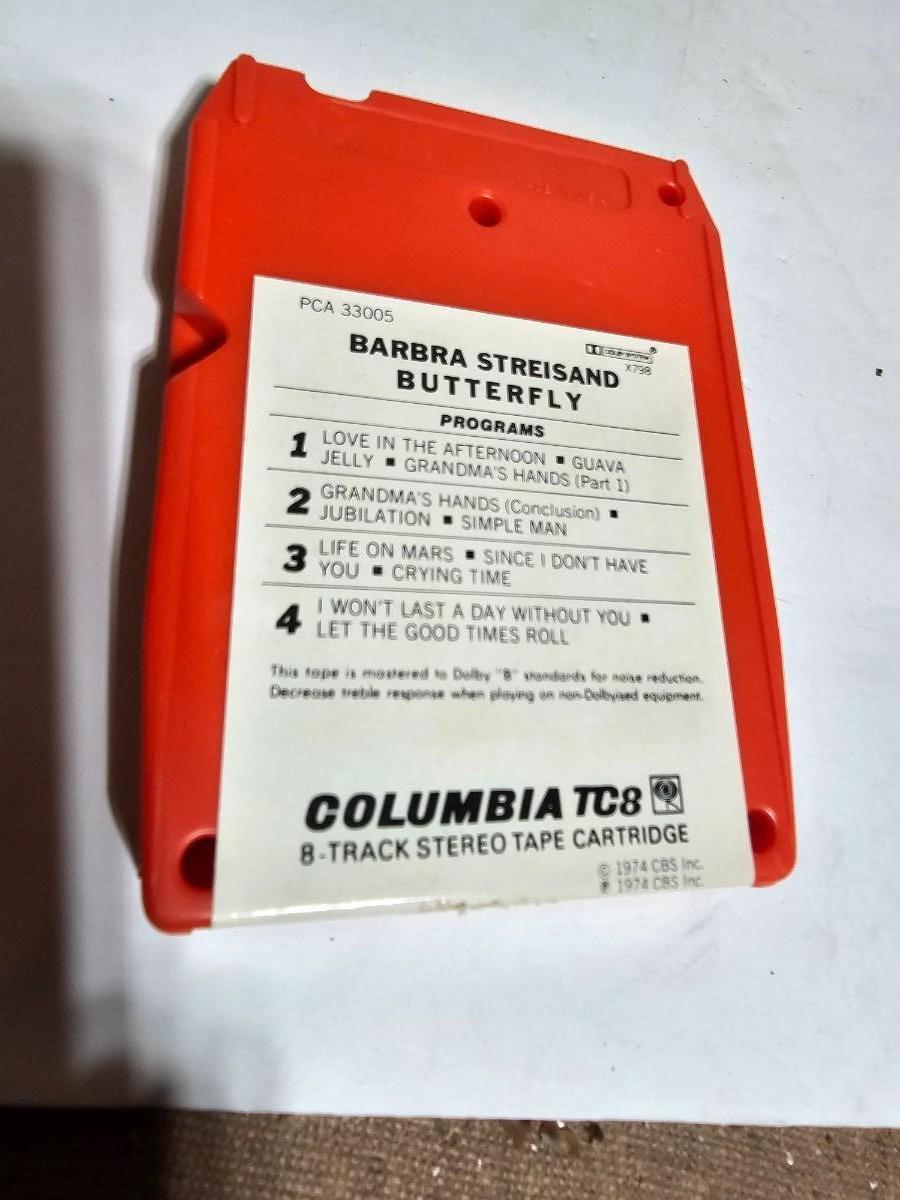 PCA 33005
DOLBY SYSTEM ®
X798
BARBRA STREISAND
BUTTERFLY
PROGRAMS
1 LOVE IN THE AFTERNOON ■ GUAVA
JELLY ■ GRANDMA'S HANDS (Part 1)
2 GRANDMA'S HANDS (Conclusion) ■
JUBILATION ■ SIMPLE MAN
3 LIFE ON MARS ■ SINCE I DON'T HAVE
YOU ■ CRYING TIME
4 I WON'T LAST A DAY WITHOUT YOU ■
LET THE GOOD TIMES ROLL
This tape is mastered to Dolby "B" standards for noise reduction.
Decrease treble response when playing on non-Dolbyised equipment.
COLUMBIA TC8
8-TRACK STEREO TAPE CARTRIDGE
© 1974 CBS Inc.
℗ 1974 CBS Inc.